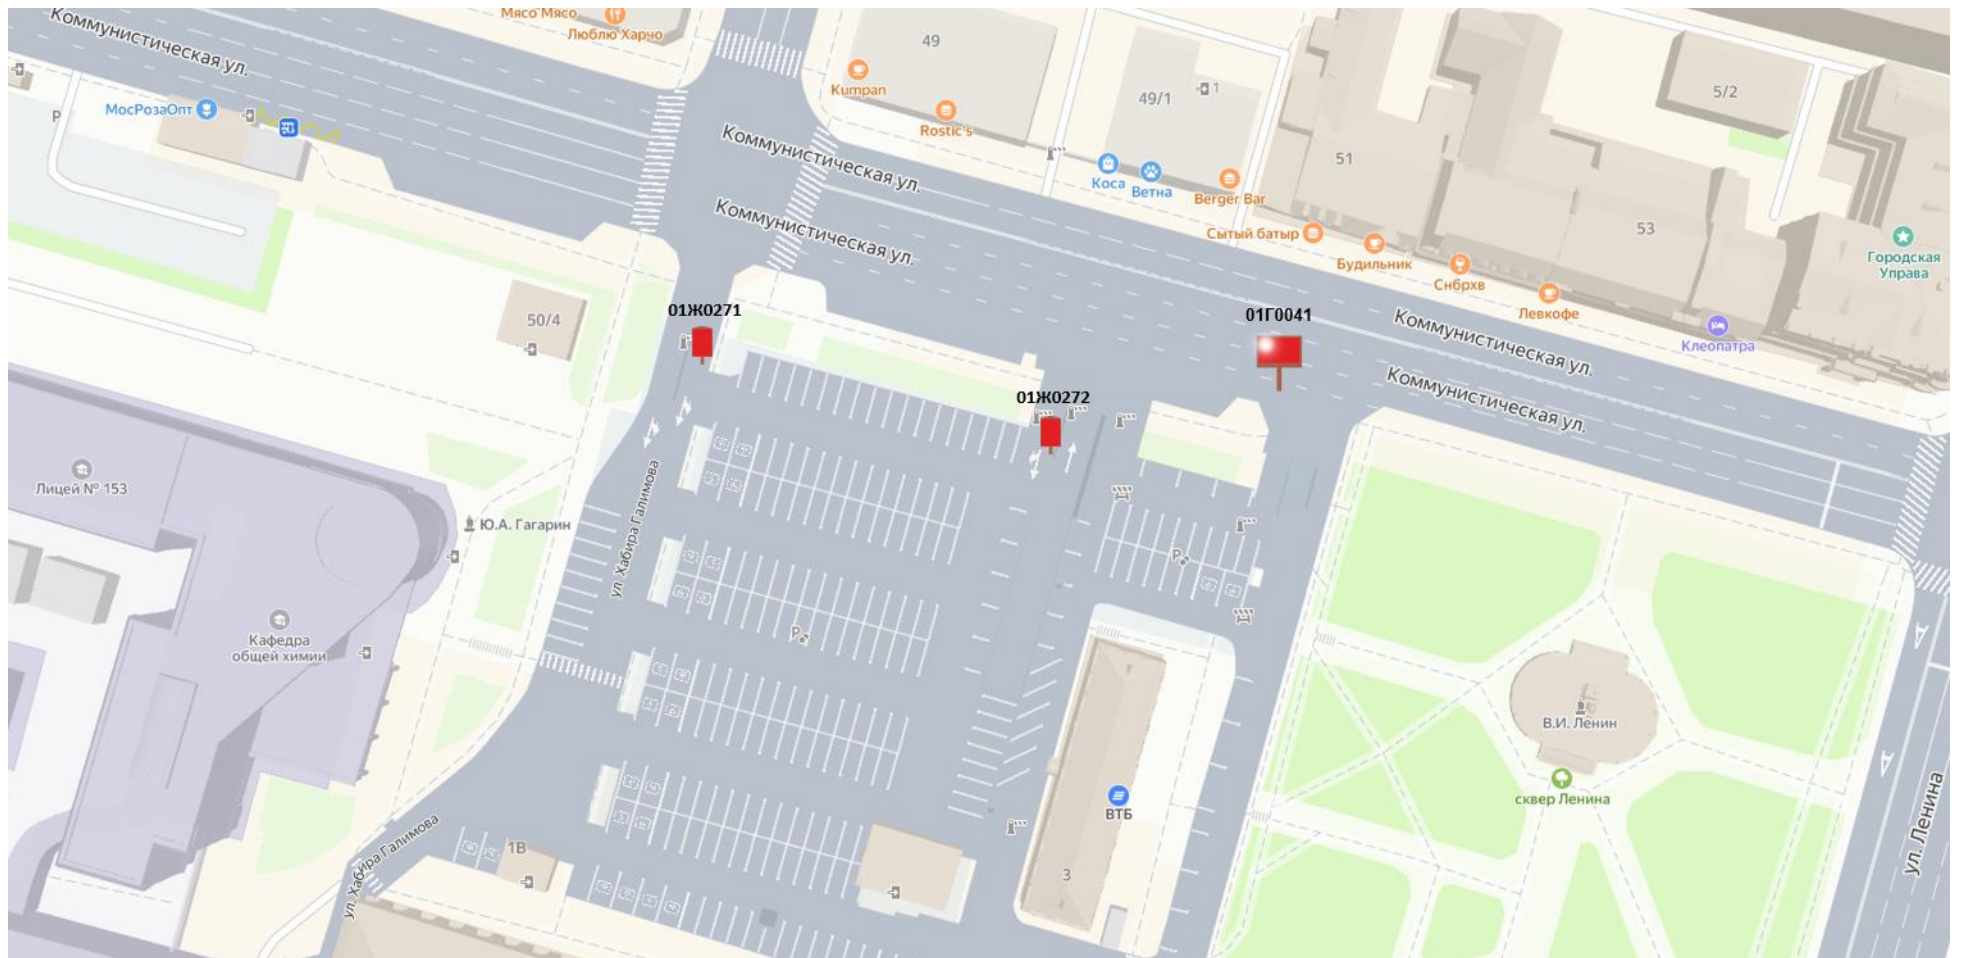 Мясо Мясо
Люблю Харчо
Коммунистическая ул.
49
Kumpan
Rostic's
49/1
1
5/2
МосРозаОпт
P
Коммунистическая ул.
51
Коса
Ветна
Berger Bar
Коммунистическая ул.
Сытый батыр
53
Будильник
Городская
Управа
Снбрхв
Левкофе
Клеопатра
50/4
01Ж0271
01Г0041
Коммунистическая ул.
Коммунистическая ул.
01Ж0272
Лицей № 153
Ю.А. Гагарин
ул. Хабира Галимова
P
Кафедра
общей химии
P
В.И. Ленин
сквер Ленина
ВТБ
ул. Ленина
1В
3
ул. Хабира Галимова
A
A